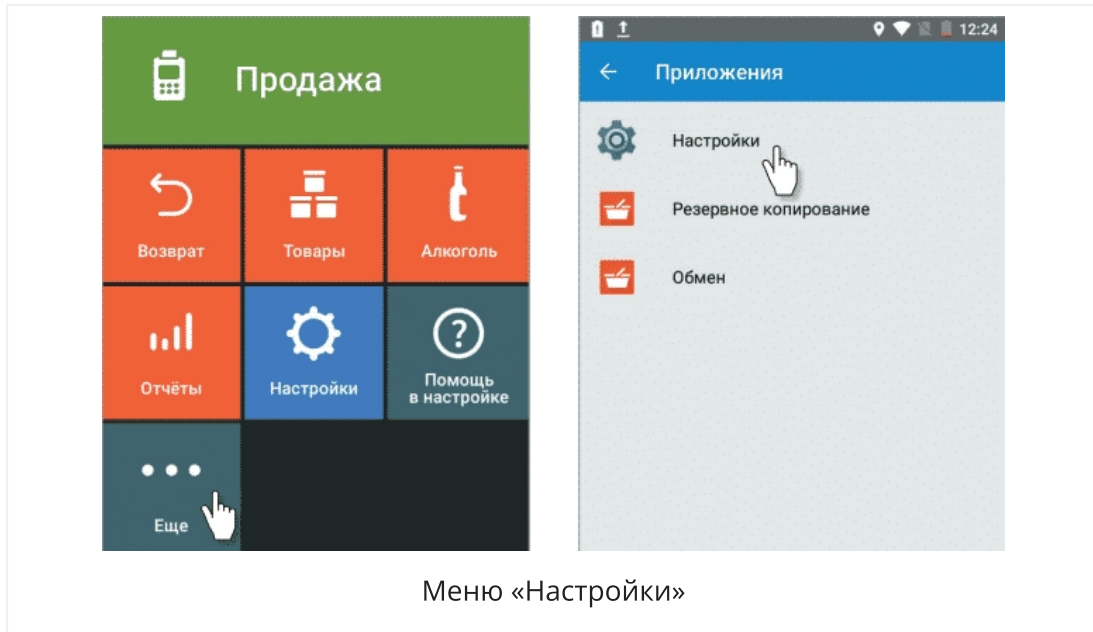 Продажа
Возврат
Товары
Алкоголь
Отчёты
Настройки
Помощь
в настройке
Еще
12:24
Приложения
Настройки
Резервное копирование
Обмен
Меню «Настройки»